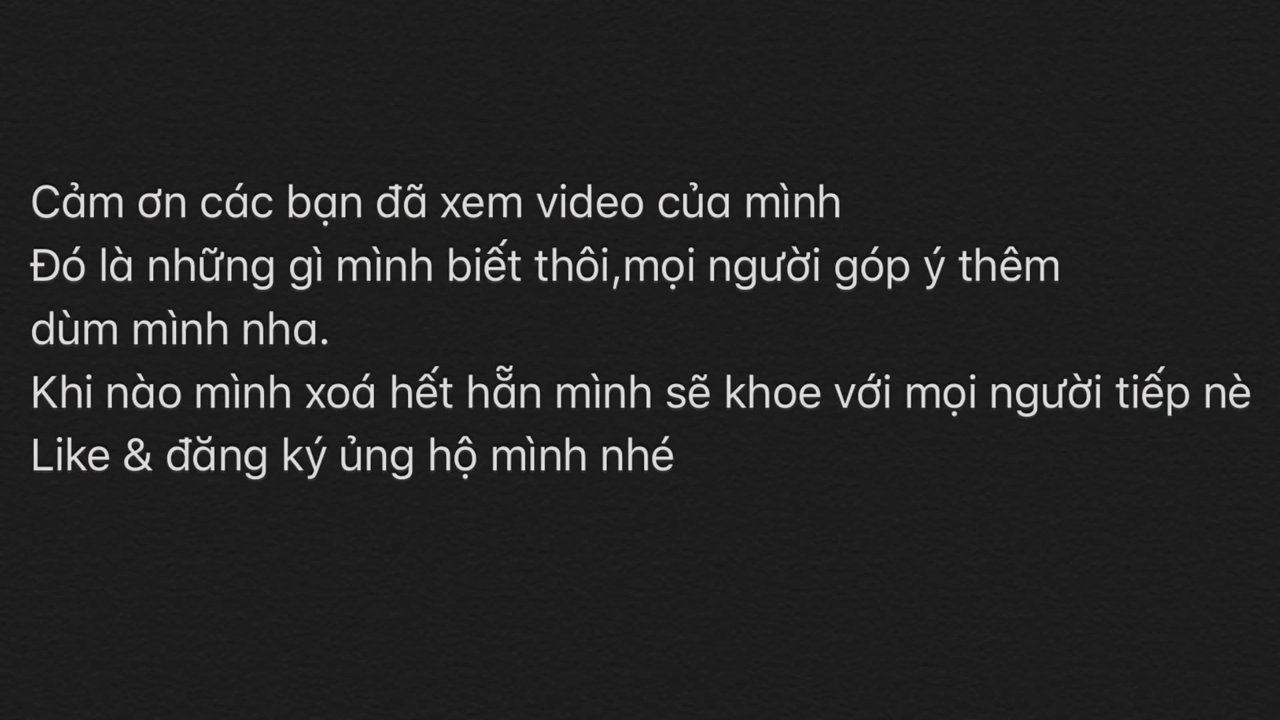 Cảm ơn các bạn đã xem video của mình
Đó là những gì mình biết thôi,mọi người góp ý thêm
dùm mình nha.
Khi nào mình xoá hết hẵn mình sẽ khoe với mọi người tiếp nè
Like & đăng ký ủng hộ mình nhé